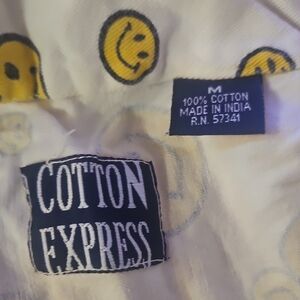 M
100% COTTON
MADE IN INDIA
R.N. 57341
COTTON
EXPRESS